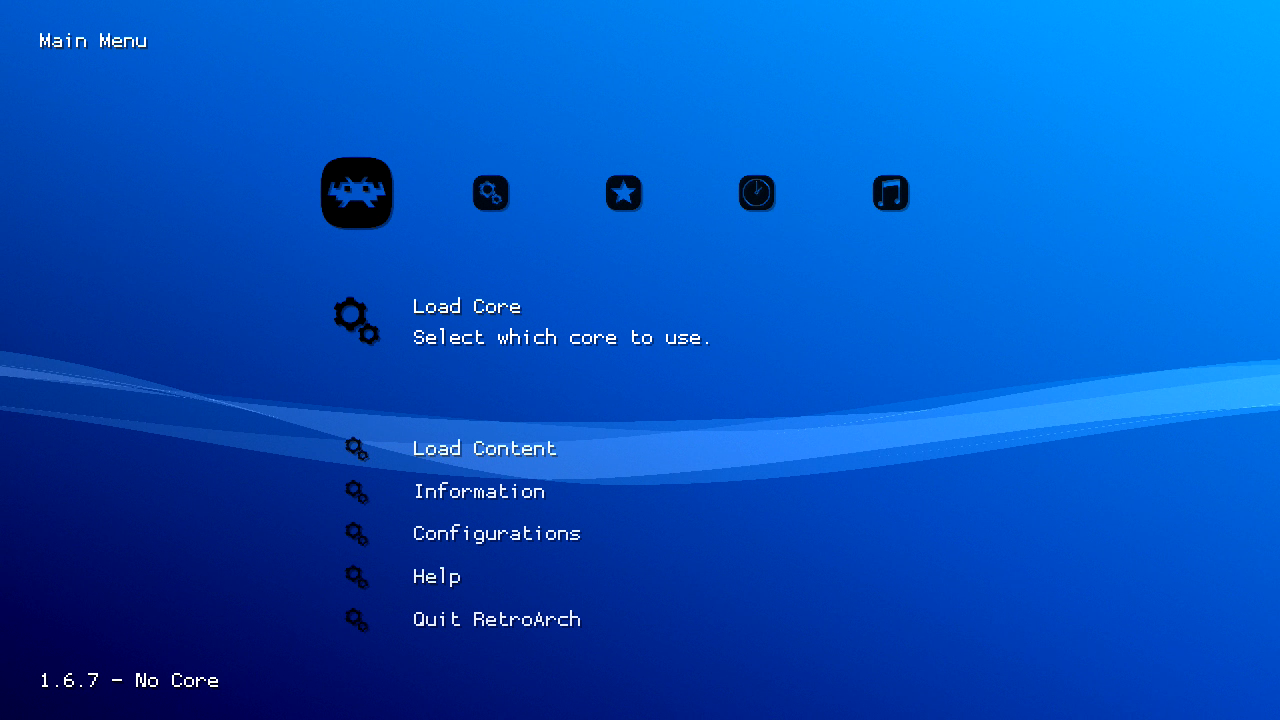 Main Menu
Load Core
Select which core to use.
Load Content
Information
Configurations
Help
Quit RetroArch
1.6.7 - No Core